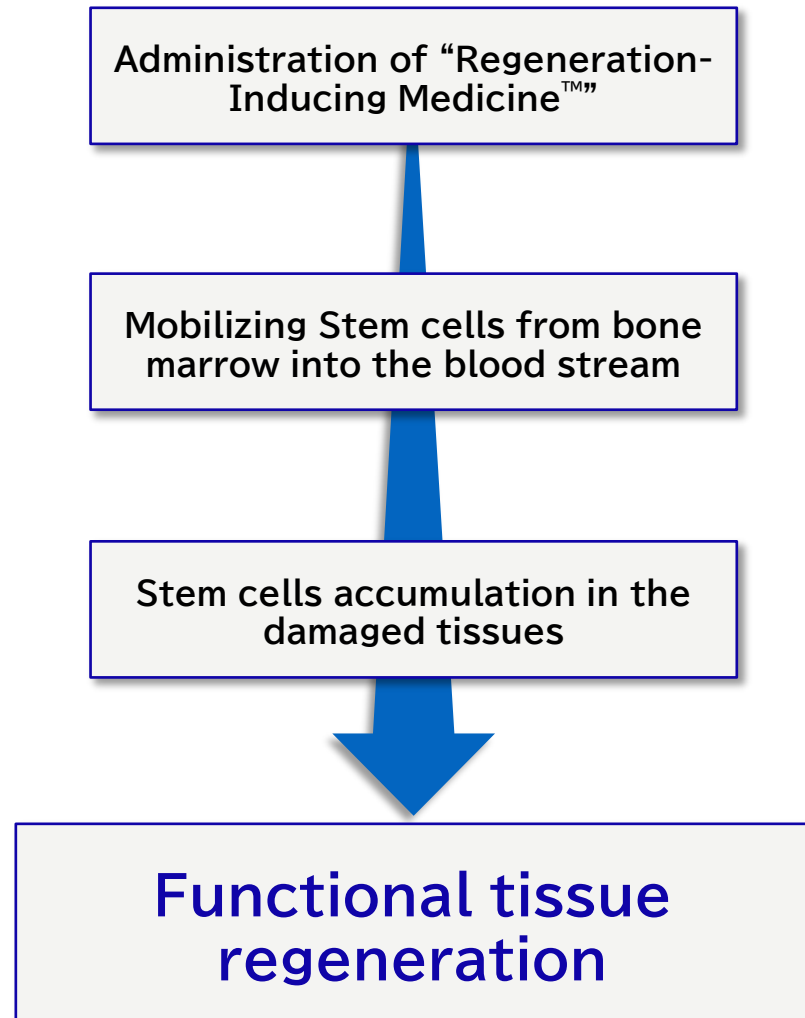 Administration of “Regeneration-
Inducing Medicine™”
Mobilizing Stem cells from bone
marrow into the blood stream
Stem cells accumulation in the
damaged tissues
Functional tissue
regeneration